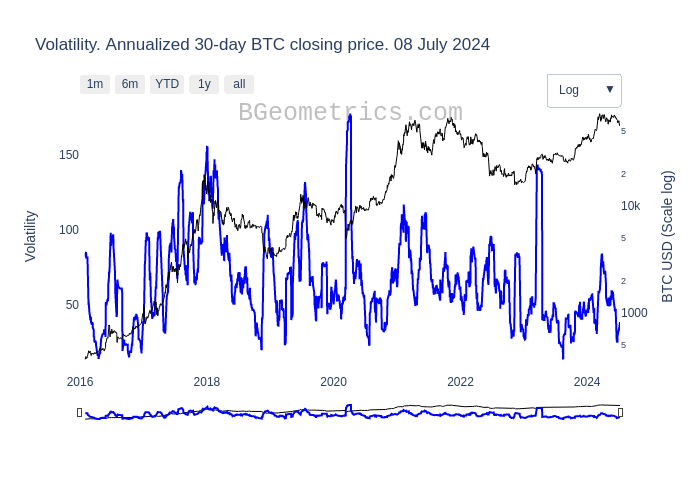 Volatility. Annualized 30-day BTC closing price. 08 July 2024
1m 6m YTD 1y all
Log ▼
BGeometrics.com
5
150
2
10k
100
5
2
50
1000
5
Volatility
BTC USD (Scale log)
2016 2018 2020 2022 2024